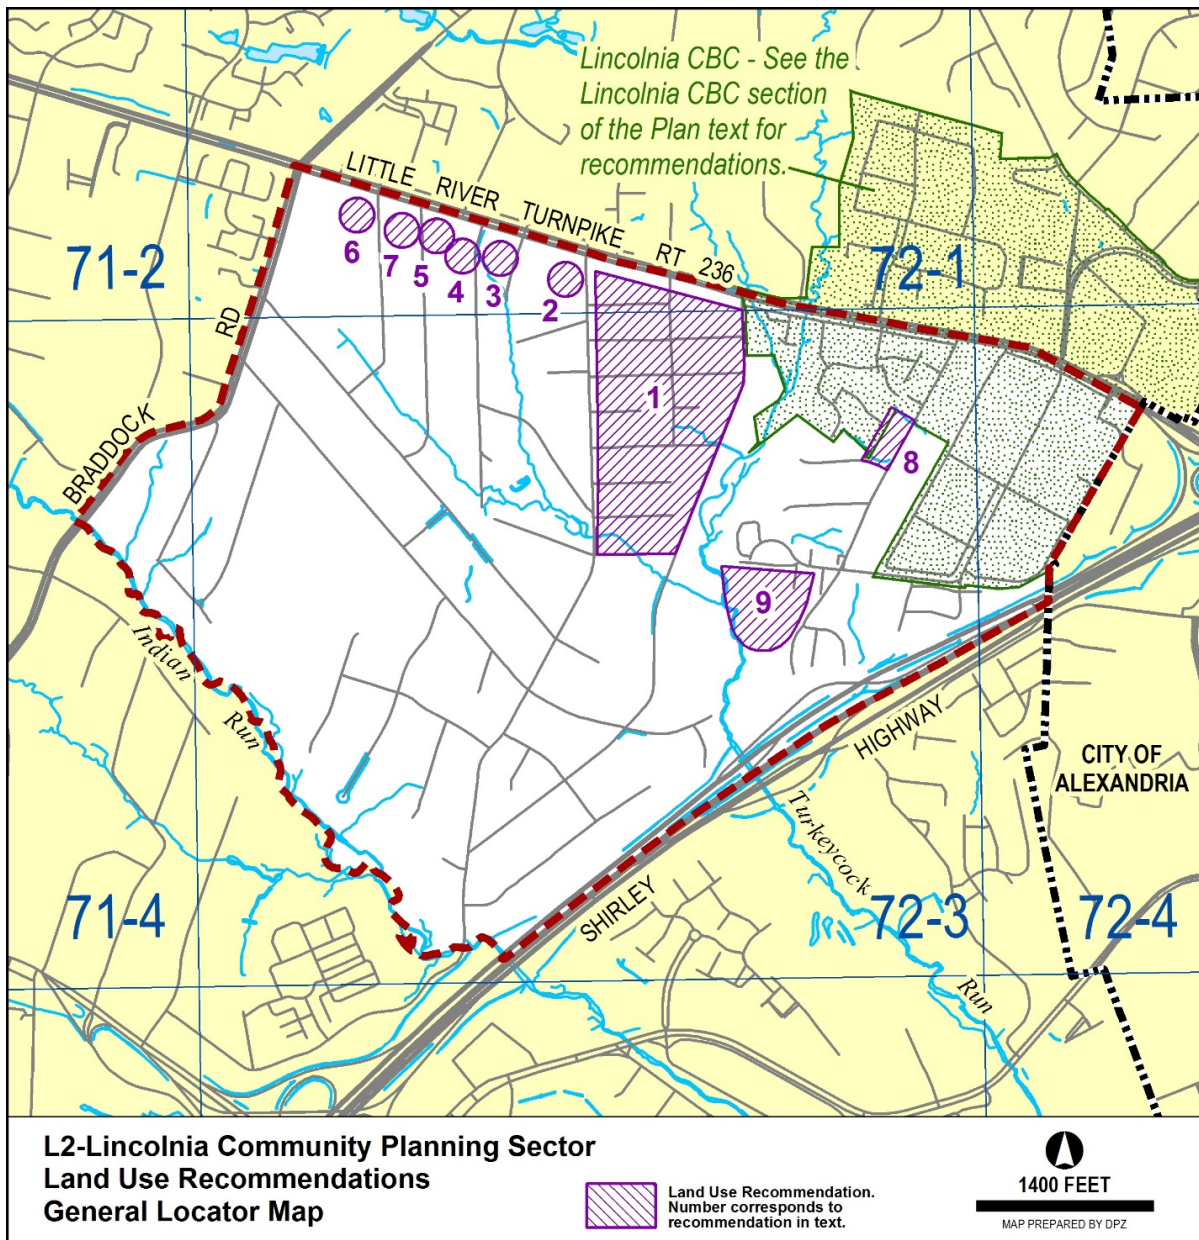 Lincolnia CBC - See the
Lincolnia CBC section
of the Plan text for
recommendations.
LITTLE RIVER TURNPIKE RT 236
71-2
72-1
6
7
5
4
3
2
1
8
9
BRADDOCK RD
Indian Run
HIGHWAY
SHIRLEY
CITY OF
ALEXANDRIA
Turkeycock Run
71-4
72-3
72-4
L2-Lincolnia Community Planning Sector
Land Use Recommendations
General Locator Map
Land Use Recommendation.
Number corresponds to
recommendation in text.
1400 FEET
MAP PREPARED BY DPZ